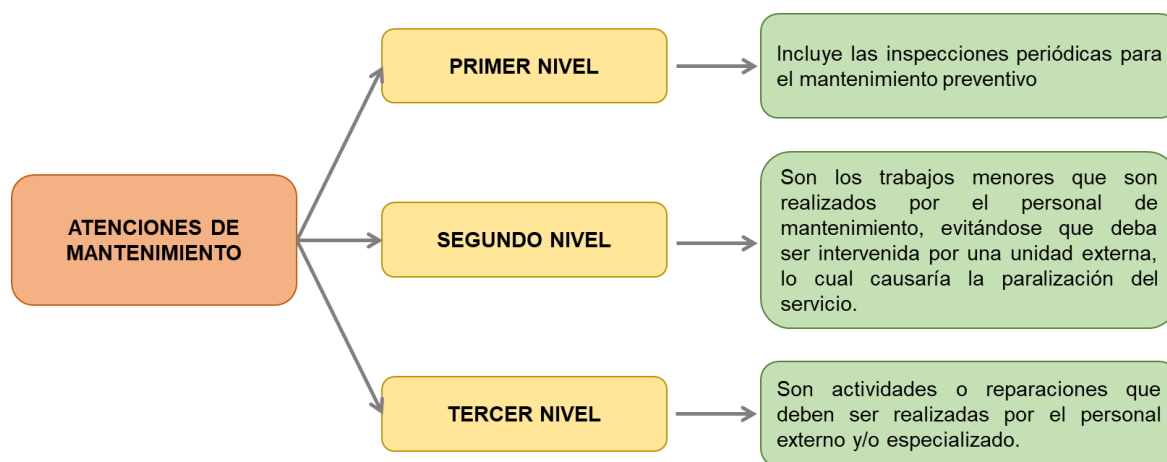 PRIMER NIVEL
Incluye las inspecciones periódicas para
el mantenimiento preventivo
ATENCIONES DE
MANTENIMIENTO
SEGUNDO NIVEL
Son los trabajos menores que son
realizados por el personal de
mantenimiento, evitándose que deba
ser intervenida por una unidad externa,
lo cual causaría la paralización del
servicio.
TERCER NIVEL
Son actividades o reparaciones que
deben ser realizadas por el personal
externo y/o especializado.